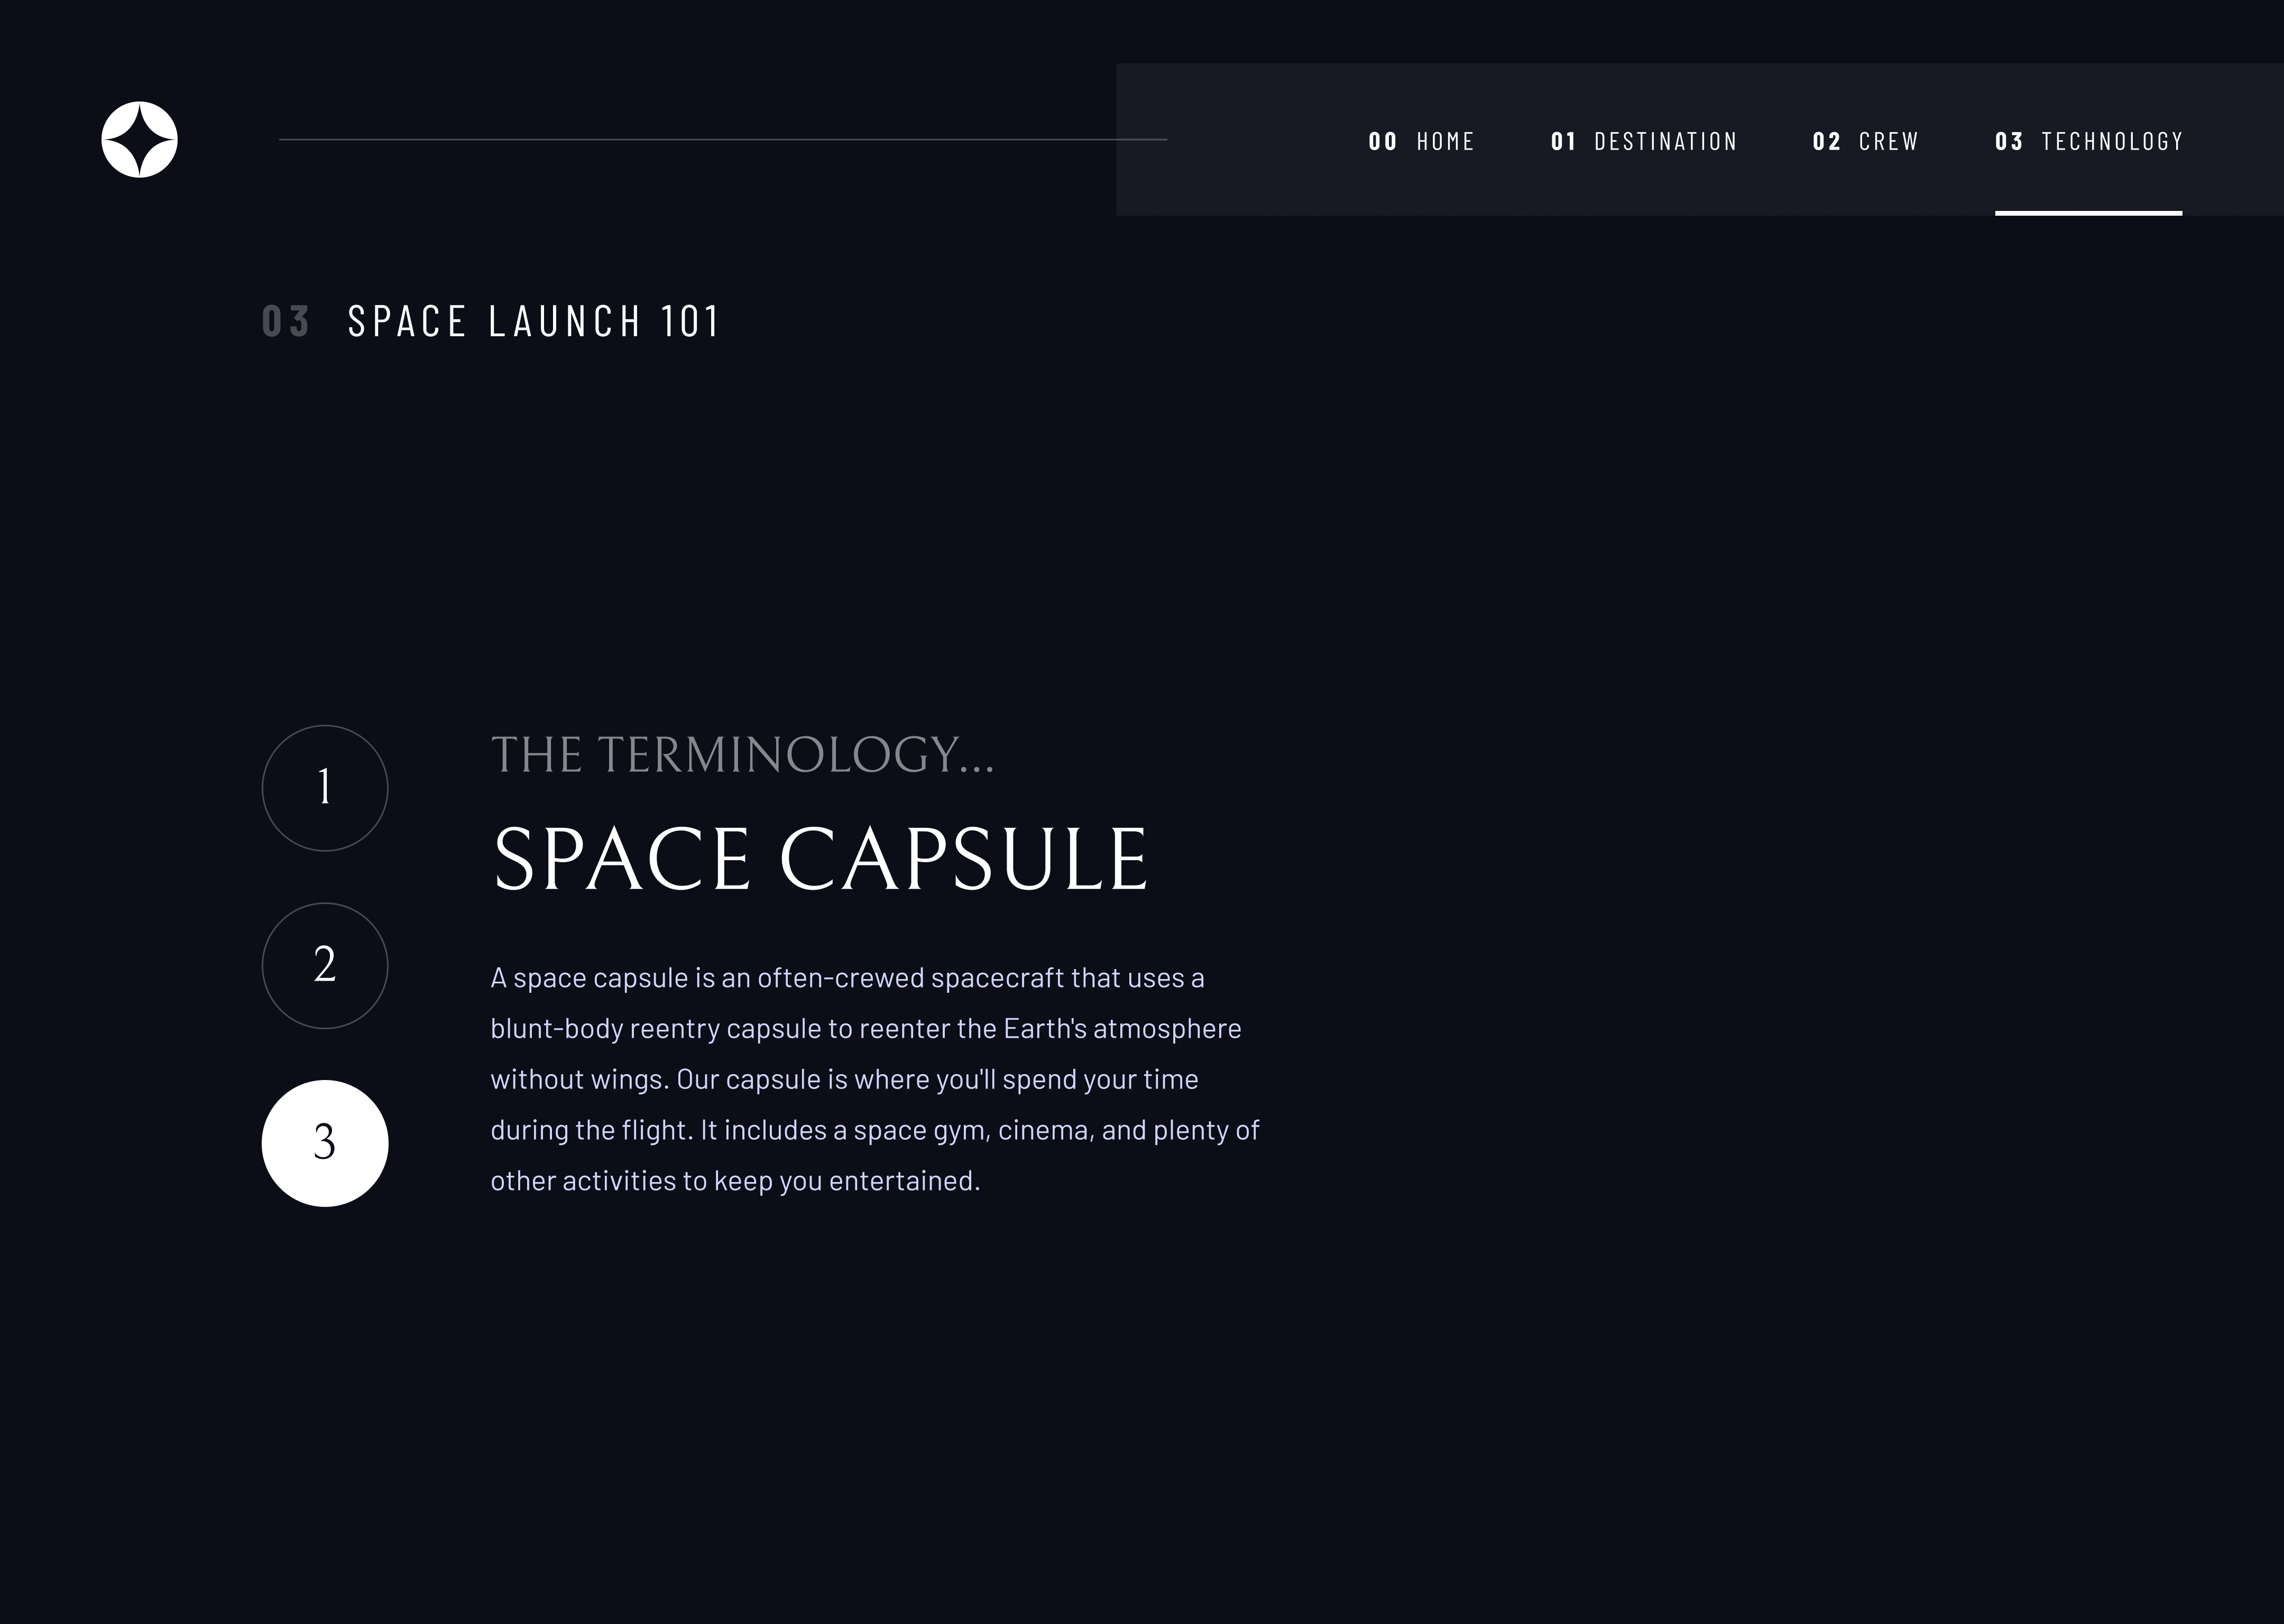 00 HOME 01 DESTINATION 02 CREW 03 TECHNOLOGY
03 SPACE LAUNCH 101
1
2
3
THE TERMINOLOGY...
SPACE CAPSULE
A space capsule is an often-crewed spacecraft that uses a
blunt-body reentry capsule to reenter the Earth's atmosphere
without wings. Our capsule is where you'll spend your time
during the flight. It includes a space gym, cinema, and plenty of
other activities to keep you entertained.